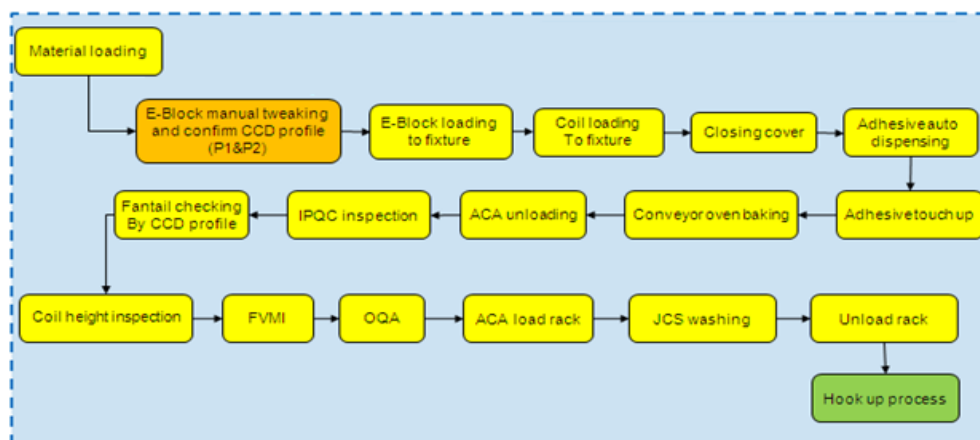 Material loading
E-Block manual tweaking
and confirm CCD profile
(P1&P2)
E-Block loading
to fixture
Coil loading
To fixture
Closing cover
Adhesive auto
dispensing
Adhesive touch up
Conveyor oven baking
ACA unloading
IPQC inspection
Fantail checking
By CCD profile
Coil height inspection
FVMI
OQA
ACA load rack
JCS washing
Unload rack
Hook up process